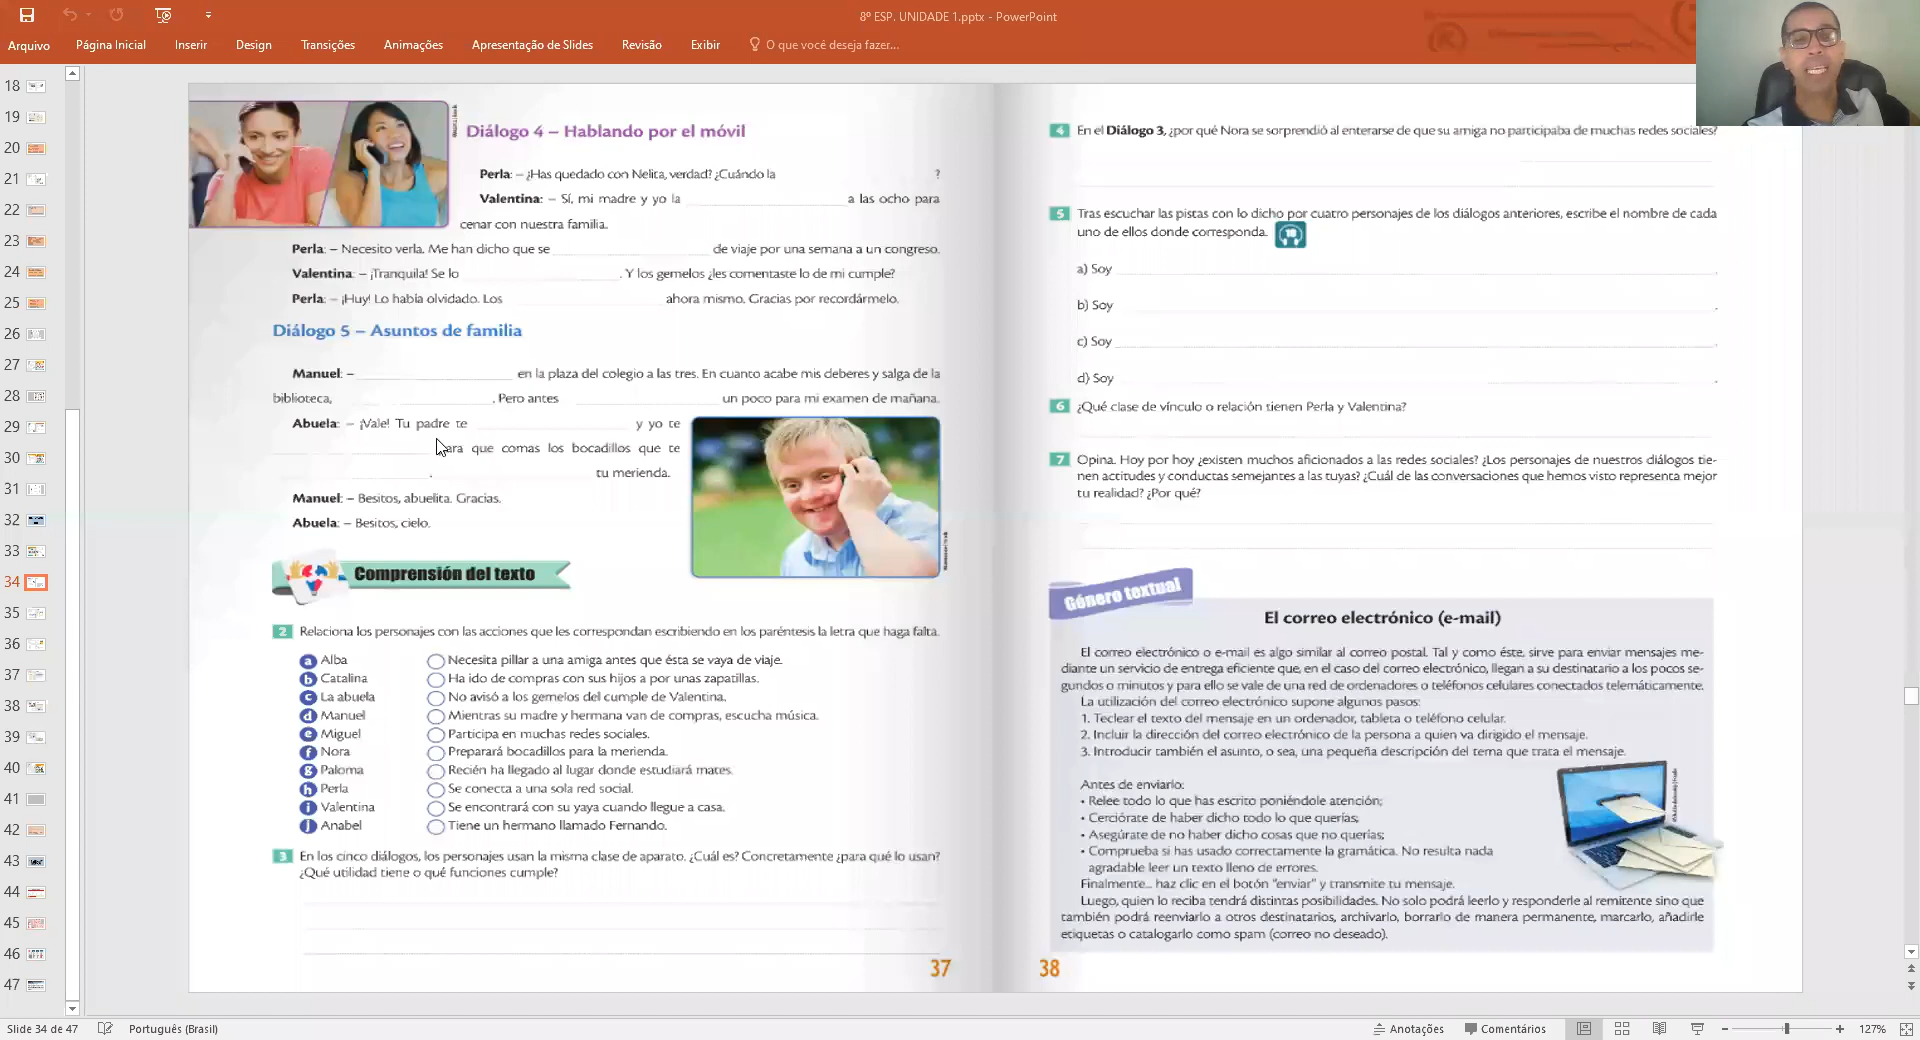 8º ESP. UNIDADE 1.pptx - PowerPoint
Arquivo Página Inicial Inserir Design Transições Animações Apresentação de Slides Revisão Exibir O que você deseja fazer...
18
19
20
21
22
23
24
25
26
27
28
29
30
31
32
33
34
35
36
37
38
39
40
41
42
43
44
45
46
47
Diálogo 4 – Hablando por el móvil
Perla: – ¿Has quedado con Nelita, verdad? ¿Cuándo la ?
Valentina: – Sí, mi madre y yo la a las ocho para
cenar con nuestra familia.
Perla: – Necesito verla. Me han dicho que se de viaje por una semana a un congreso.
Valentina: – ¡Tranquila! Se lo . Y los gemelos ¿les comentaste lo de mi cumple?
Perla: – ¡Huy! Lo había olvidado. Los ahora mismo. Gracias por recordármelo.
Diálogo 5 – Asuntos de familia
Manuel: – en la plaza del colegio a las tres. En cuanto acabe mis deberes y salga de la
biblioteca, . Pero antes un poco para mi examen de mañana.
Abuela: – ¡Vale! Tu padre te y yo te
que comas los bocadillos que te
. tu merienda.
Manuel: – Besitos, abuelita. Gracias.
Abuela: – Besitos, cielo.
Comprensión del texto
2 Relaciona los personajes con las acciones que les correspondan escribiendo en los paréntesis la letra que haga falta.
a Alba Necesita pillar a una amiga antes que ésta se vaya de viaje.
b Catalina Ha ido de compras con sus hijos a por unas zapatillas.
c La abuela No avisó a los gemelos del cumple de Valentina.
d Manuel Mientras su madre y hermana van de compras, escucha música.
e Miguel Participa en muchas redes sociales.
f Nora Preparará bocadillos para la merienda.
g Paloma Recién ha llegado al lugar donde estudiará mates.
h Perla Se conecta a una sola red social.
i Valentina Se encontrará con su yaya cuando llegue a casa.
j Anabel Tiene un hermano llamado Fernando.
3 En los cinco diálogos, los personajes usan la misma clase de aparato. ¿Cuál es? Concretamente ¿para qué lo usan?
¿Qué utilidad tiene o qué funciones cumple?
37
4 En el Diálogo 3, ¿por qué Nora se sorprendió al enterarse de que su amiga no participaba de muchas redes sociales?
5 Tras escuchar las pistas con lo dicho por cuatro personajes de los diálogos anteriores, escribe el nombre de cada
uno de ellos donde corresponda.
a) Soy .
b) Soy .
c) Soy .
d) Soy .
6 ¿Qué clase de vínculo o relación tienen Perla y Valentina?
7 Opina. Hoy por hoy ¿existen muchos aficionados a las redes sociales? ¿Los personajes de nuestros diálogos tie-
nen actitudes y conductas semejantes a las tuyas? ¿Cuál de las conversaciones que hemos visto representa mejor
tu realidad? ¿Por qué?
Género textual
El correo electrónico (e-mail)
El correo electrónico o e-mail es algo similar al correo postal. Tal y como éste, sirve para enviar mensajes me-
diante un servicio de entrega eficiente que, en el caso del correo electrónico, llegan a su destinatario a los pocos se-
gundos o minutos y para ello se vale de una red de ordenadores o teléfonos celulares conectados telemáticamente.
La utilización del correo electrónico supone algunos pasos:
1. Teclear el texto del mensaje en un ordenador, tableta o teléfono celular.
2. Incluir la dirección del correo electrónico de la persona a quien va dirigido el mensaje.
3. Introducir también el asunto, o sea, una pequeña descripción del tema que trata el mensaje.
Antes de enviarlo:
• Relee todo lo que has escrito poniéndole atención;
• Cerciórate de haber dicho todo lo que querías;
• Asegúrate de no haber dicho cosas que no querías;
• Comprueba si has usado correctamente la gramática. No resulta nada
agradable leer un texto lleno de errores.
Finalmente... haz clic en el botón "enviar" y transmite tu mensaje.
Luego, quien lo reciba tendrá distintas posibilidades. No solo podrá leerlo y responderle al remitente sino que
también podrá reenviarlo a otros destinatarios, archivarlo, borrarlo de manera permanente, marcarlo, añadirle
etiquetas o catalogarlo como spam (correo no deseado).
38
Slide 34 de 47 Português (Brasil) Anotações Comentários 127%